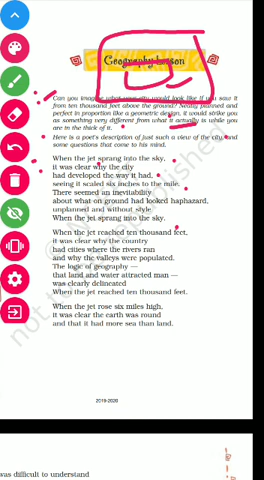 Geography Lesson
Can you imagine what your city would look like if you saw it
from ten thousand feet above the ground? Neatly planned and
perfect in proportion like a geometric design, it would strike you
as something very different from what it actually is while you
are in the thick of it.
Here is a poet's description of just such a view of the city and
some questions that come to his mind.
When the jet sprang into the sky,
it was clear why the city
had developed the way it had,
seeing it scaled six inches to the mile.
There seemed an inevitability
about what on ground had looked haphazard,
unplanned and without style
When the jet sprang into the sky.
When the jet reached ten thousand feet,
it was clear why the country
had cities where the rivers ran
and why the valleys were populated.
The logic of geography —
that land and water attracted man —
was clearly delineated
When the jet reached ten thousand feet.
When the jet rose six miles high,
it was clear the earth was round
and that it had more sea than land.
2019-2020
was difficult to understand